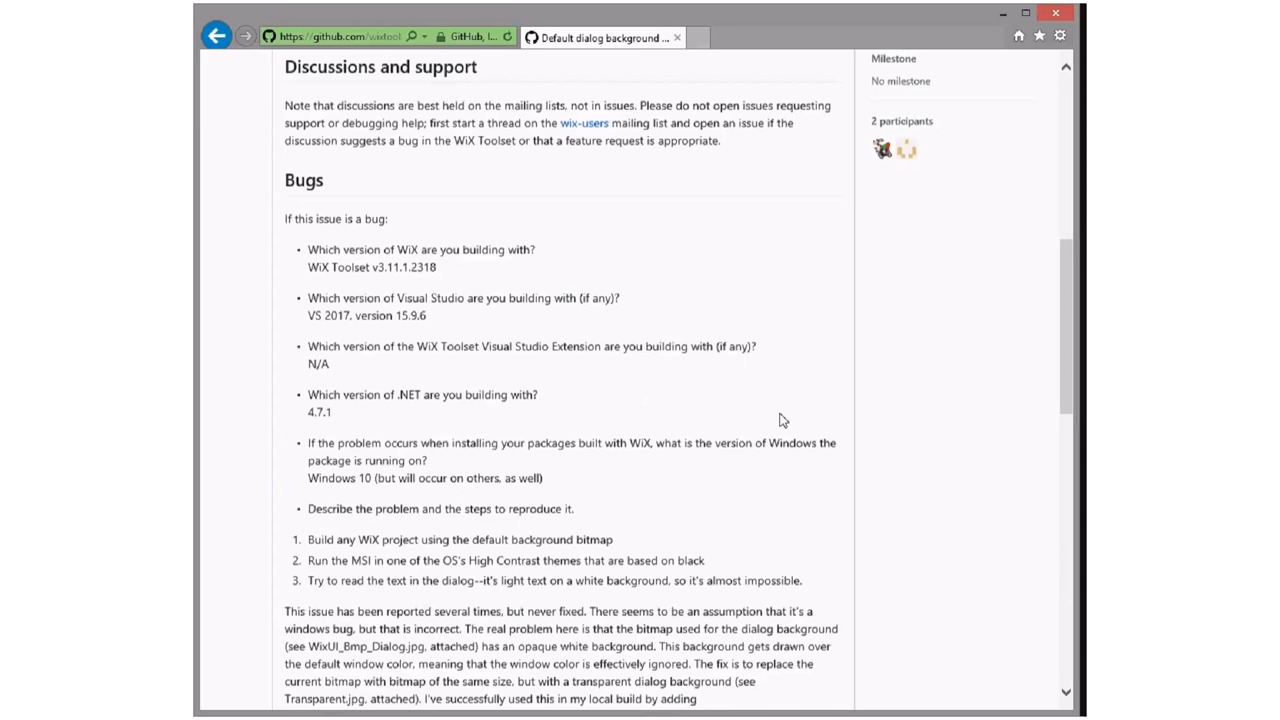 https://github.com/wixtool
GitHub, I...
Default dialog background ...
Discussions and support
Note that discussions are best held on the mailing lists, not in issues. Please do not open issues requesting
support or debugging help; first start a thread on the wix-users mailing list and open an issue if the
discussion suggests a bug in the WiX Toolset or that a feature request is appropriate.
Bugs
If this issue is a bug:
• Which version of WiX are you building with?
WiX Toolset v3.11.1.2318
• Which version of Visual Studio are you building with (if any)?
VS 2017, version 15.9.6
• Which version of the WiX Toolset Visual Studio Extension are you building with (if any)?
N/A
• Which version of .NET are you building with?
4.7.1
• If the problem occurs when installing your packages built with WiX, what is the version of Windows the
package is running on?
Windows 10 (but will occur on others, as well)
• Describe the problem and the steps to reproduce it.
1. Build any WiX project using the default background bitmap
2. Run the MSI in one of the OS's High Contrast themes that are based on black
3. Try to read the text in the dialog--it's light text on a white background, so it's almost impossible.
This issue has been reported several times, but never fixed. There seems to be an assumption that it's a
windows bug, but that is incorrect. The real problem here is that the bitmap used for the dialog background
(see WixUI_Bmp_Dialog.jpg, attached) has an opaque white background. This background gets drawn over
the default window color, meaning that the window color is effectively ignored. The fix is to replace the
current bitmap with bitmap of the same size, but with a transparent dialog background (see
Transparent.jpg, attached). I've successfully used this in my local build by adding
Milestone
No milestone
2 participants